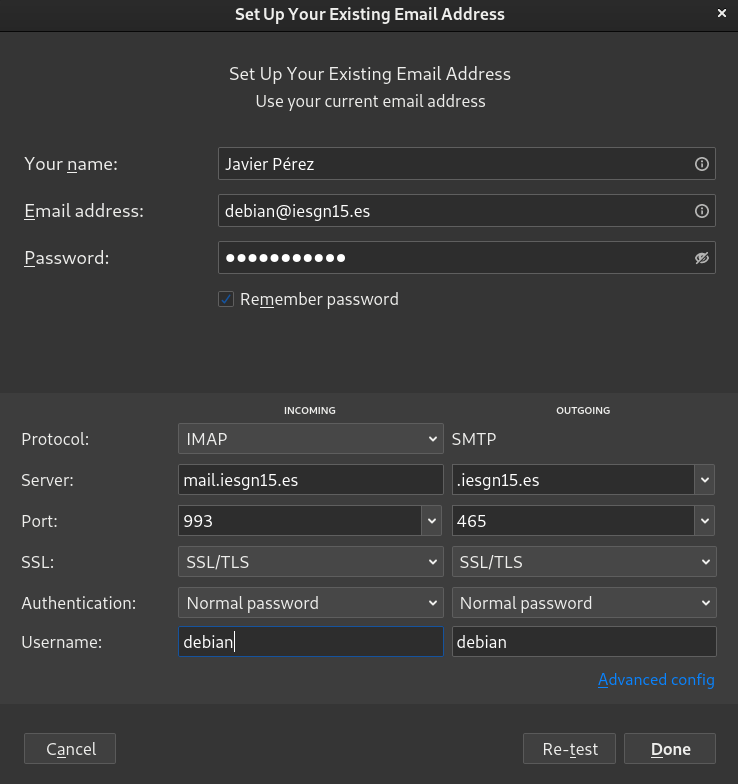 Set Up Your Existing Email Address
Set Up Your Existing Email Address
Use your current email address
Your name: Javier Pérez
Email address: debian@iesgn15.es
Password: ●●●●●●●●●●●
Remember password
INCOMING OUTGOING
Protocol: IMAP SMTP
Server: mail.iesgn15.es .iesgn15.es
Port: 993 465
SSL: SSL/TLS SSL/TLS
Authentication: Normal password Normal password
Username: debian debian
Advanced config
Cancel Re-test Done